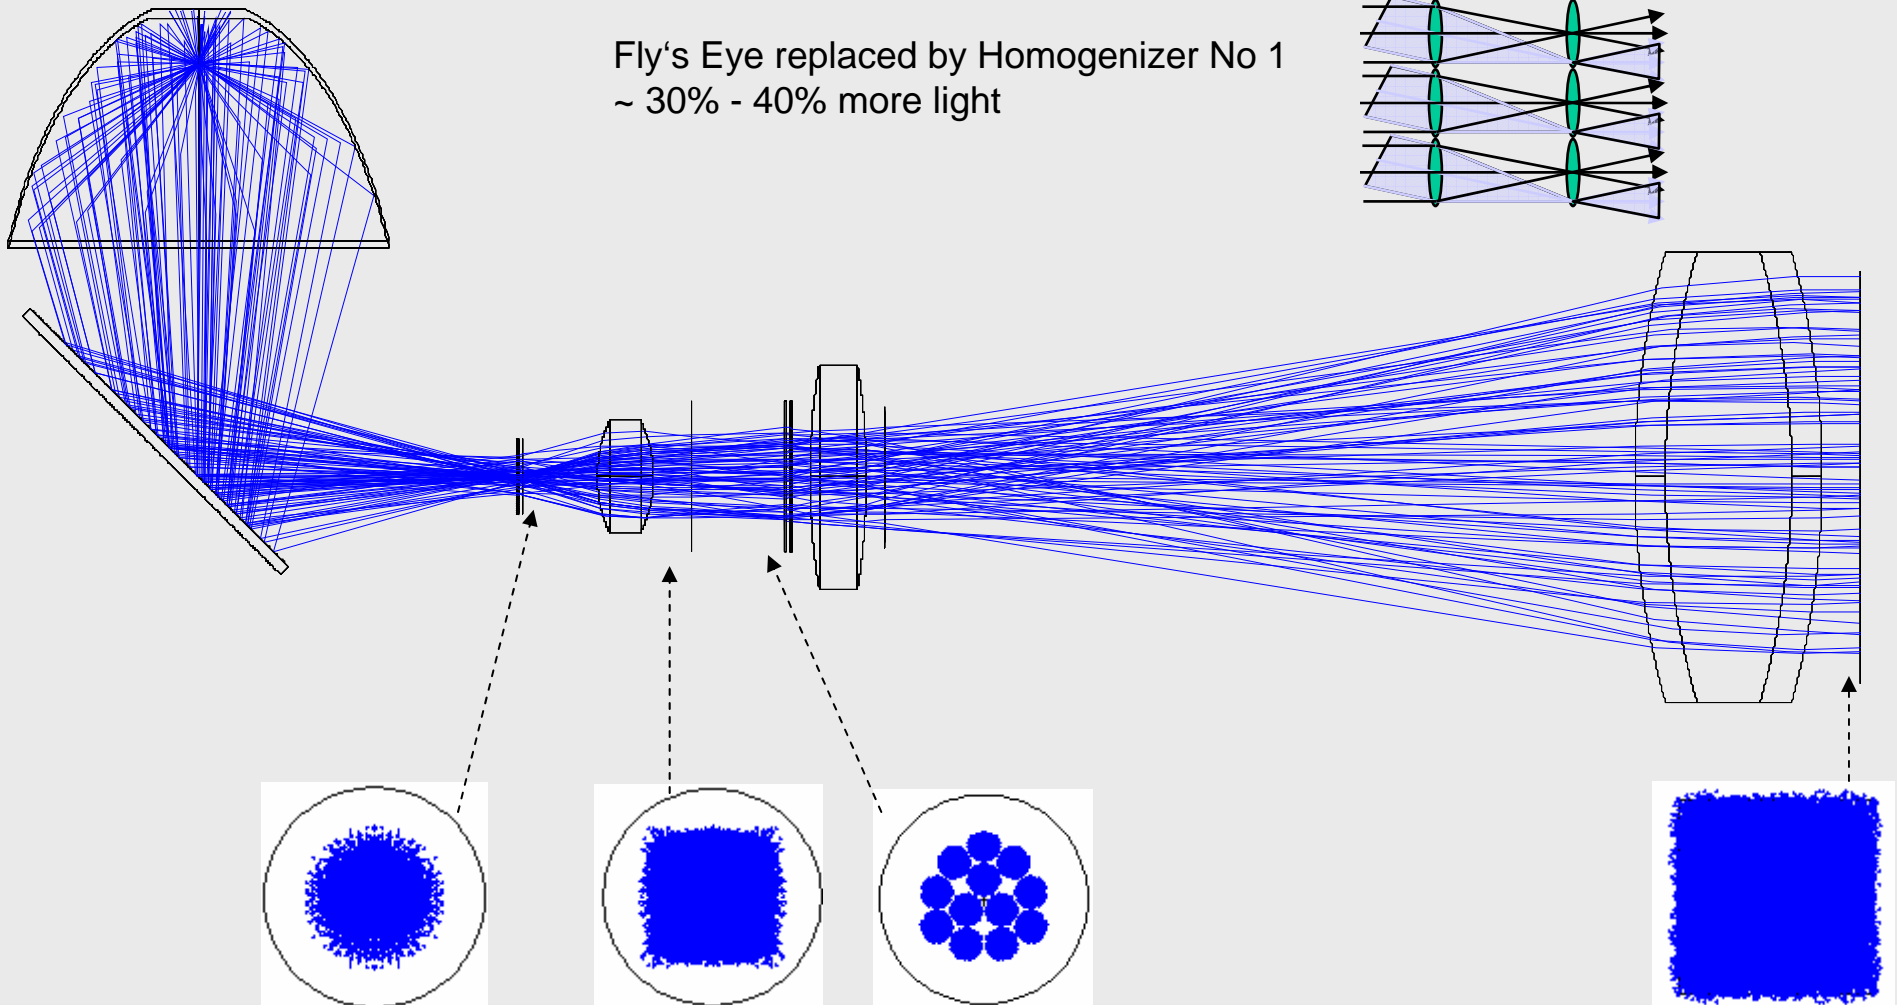 Fly‘s Eye replaced by Homogenizer No 1
~ 30% - 40% more light